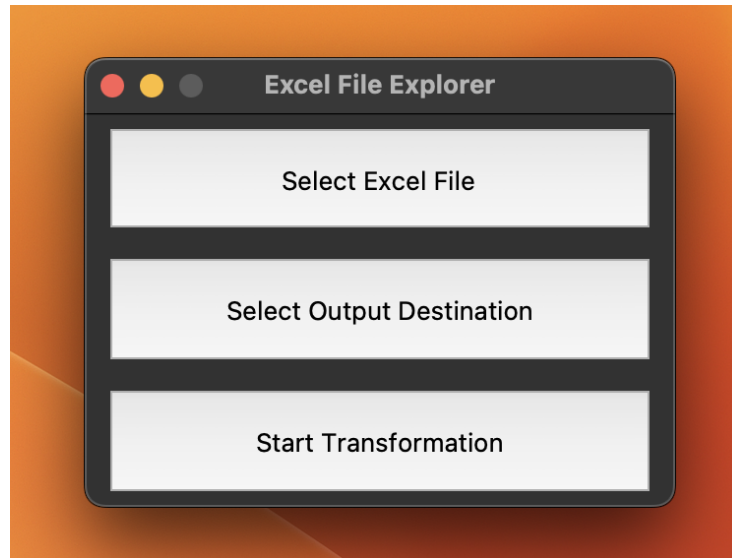 Excel File Explorer
Select Excel File
Select Output Destination
Start Transformation